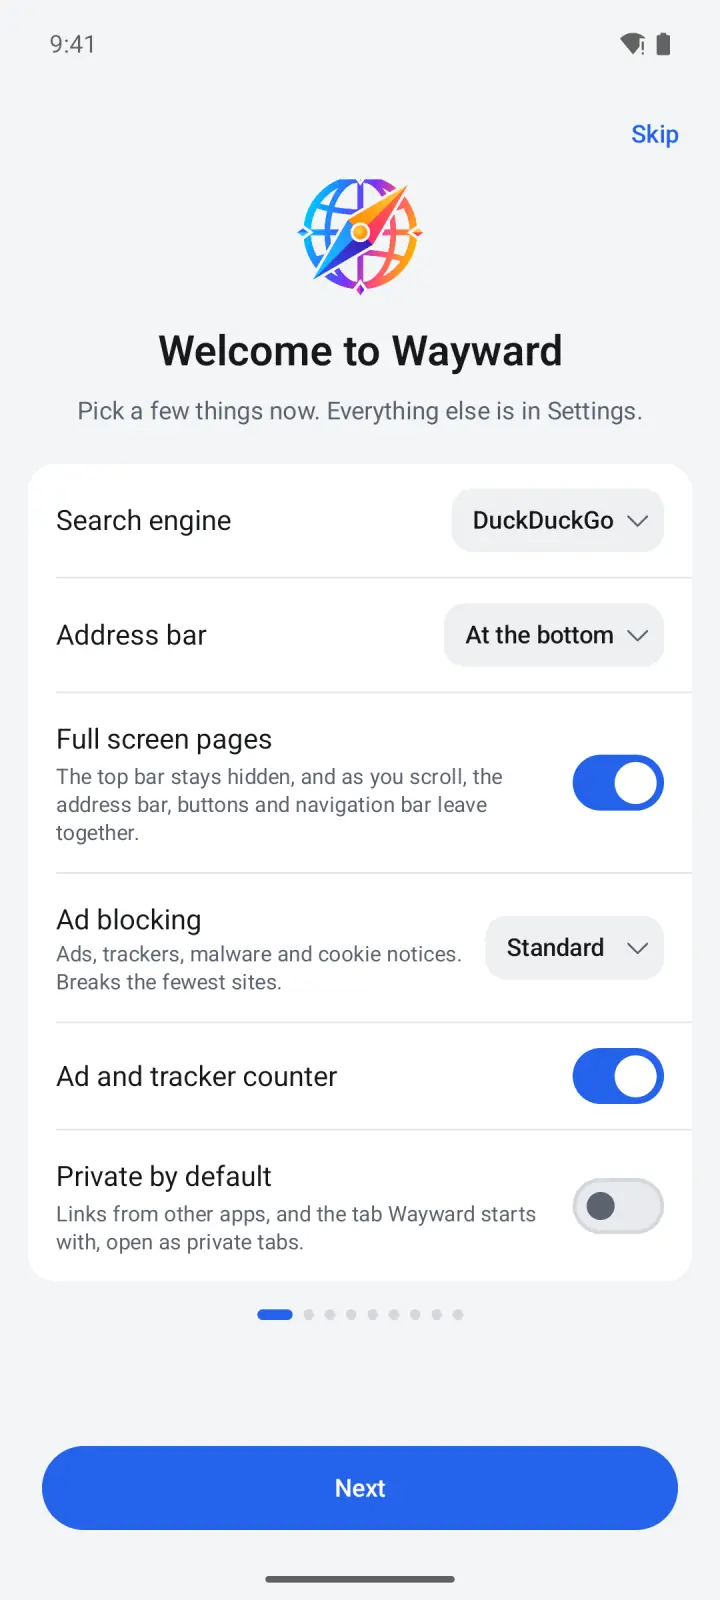 9:41
Skip
Welcome to Wayward
Pick a few things now. Everything else is in Settings.
Search engine
DuckDuckGo
Address bar
At the bottom
Full screen pages
The top bar stays hidden, and as you scroll, the
address bar, buttons and navigation bar leave
together.
Ad blocking
Ads, trackers, malware and cookie notices.
Breaks the fewest sites.
Standard
Ad and tracker counter
Private by default
Links from other apps, and the tab Wayward starts
with, open as private tabs.
Next